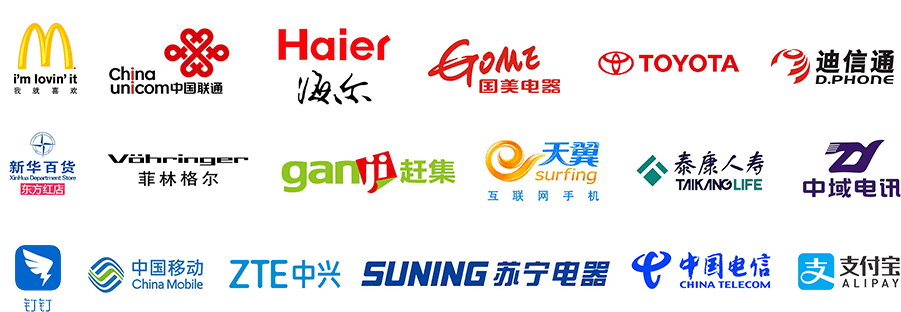 i'm lovin' it
我就喜欢
China
unicom中国联通
Haier
海尔
GOME
国美电器
TOYOTA
迪信通
D.PHONE
新华百货
XinHua Department Store
东方红店
Vöhringer
菲林格尔
ganji赶集
天翼
surfing
互联网手机
泰康人寿
TAIKANG LIFE
中域电讯
钉钉
中国移动
China Mobile
ZTE中兴
SUNING 苏宁电器
中国电信
CHINA TELECOM
支
支付宝
ALIPAY